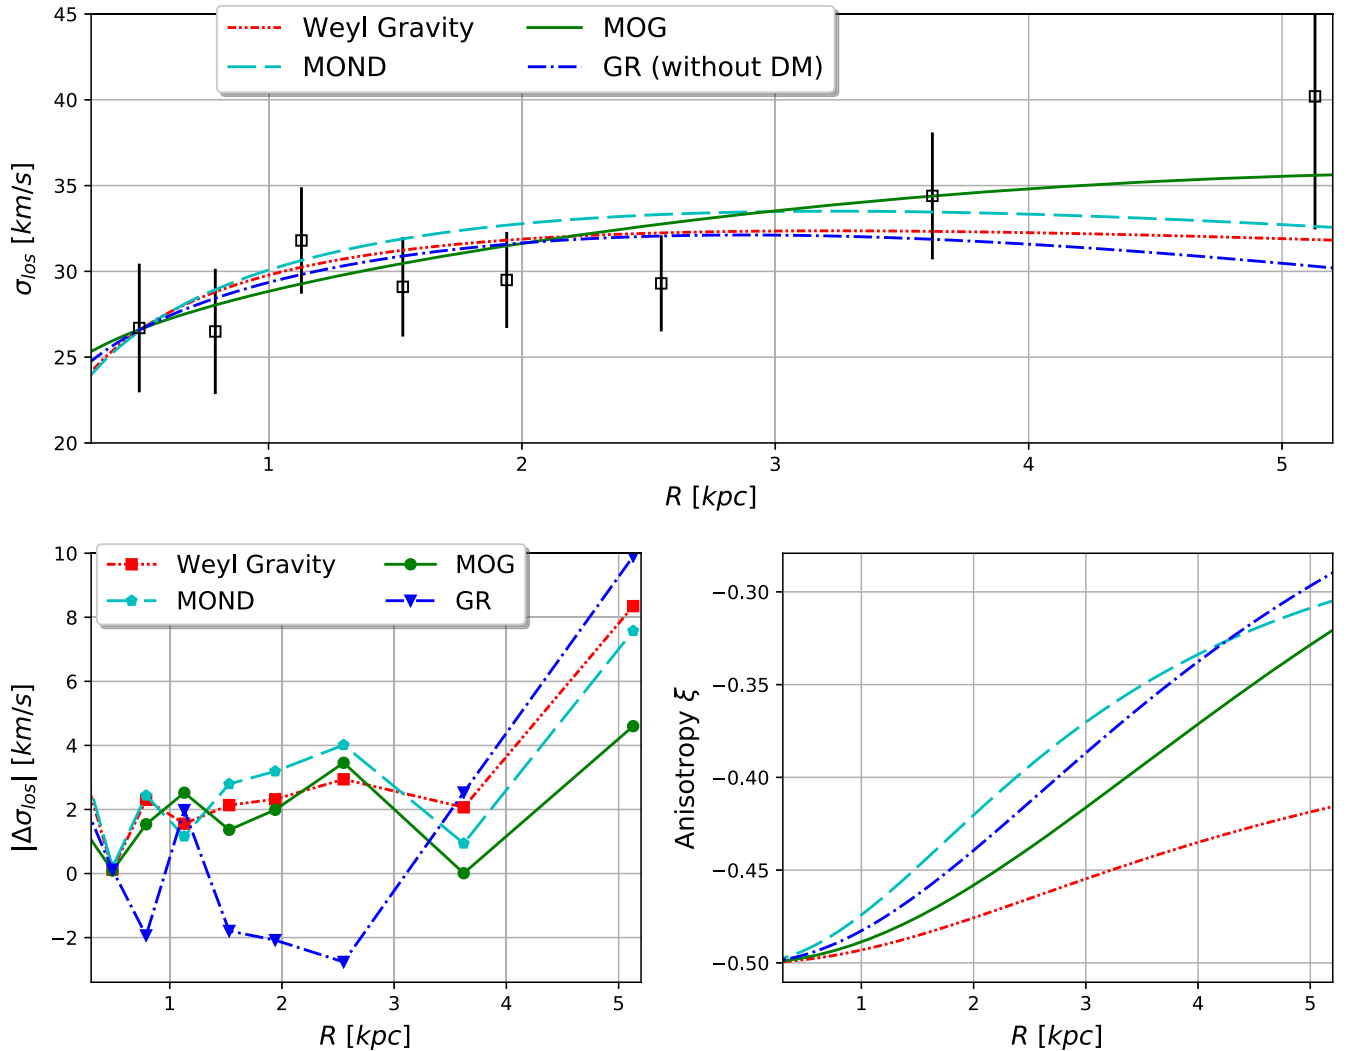 Weyl Gravity MOG
MOND GR (without DM)
45
40
35
30
25
20
σ_los [km/s]
1 2 3 4 5
R [kpc]
Weyl Gravity MOG
MOND GR
10
8
6
4
2
0
−2
|Δσ_los| [km/s]
1 2 3 4 5
R [kpc]
−0.30
−0.35
−0.40
−0.45
−0.50
Anisotropy ξ
1 2 3 4 5
R [kpc]